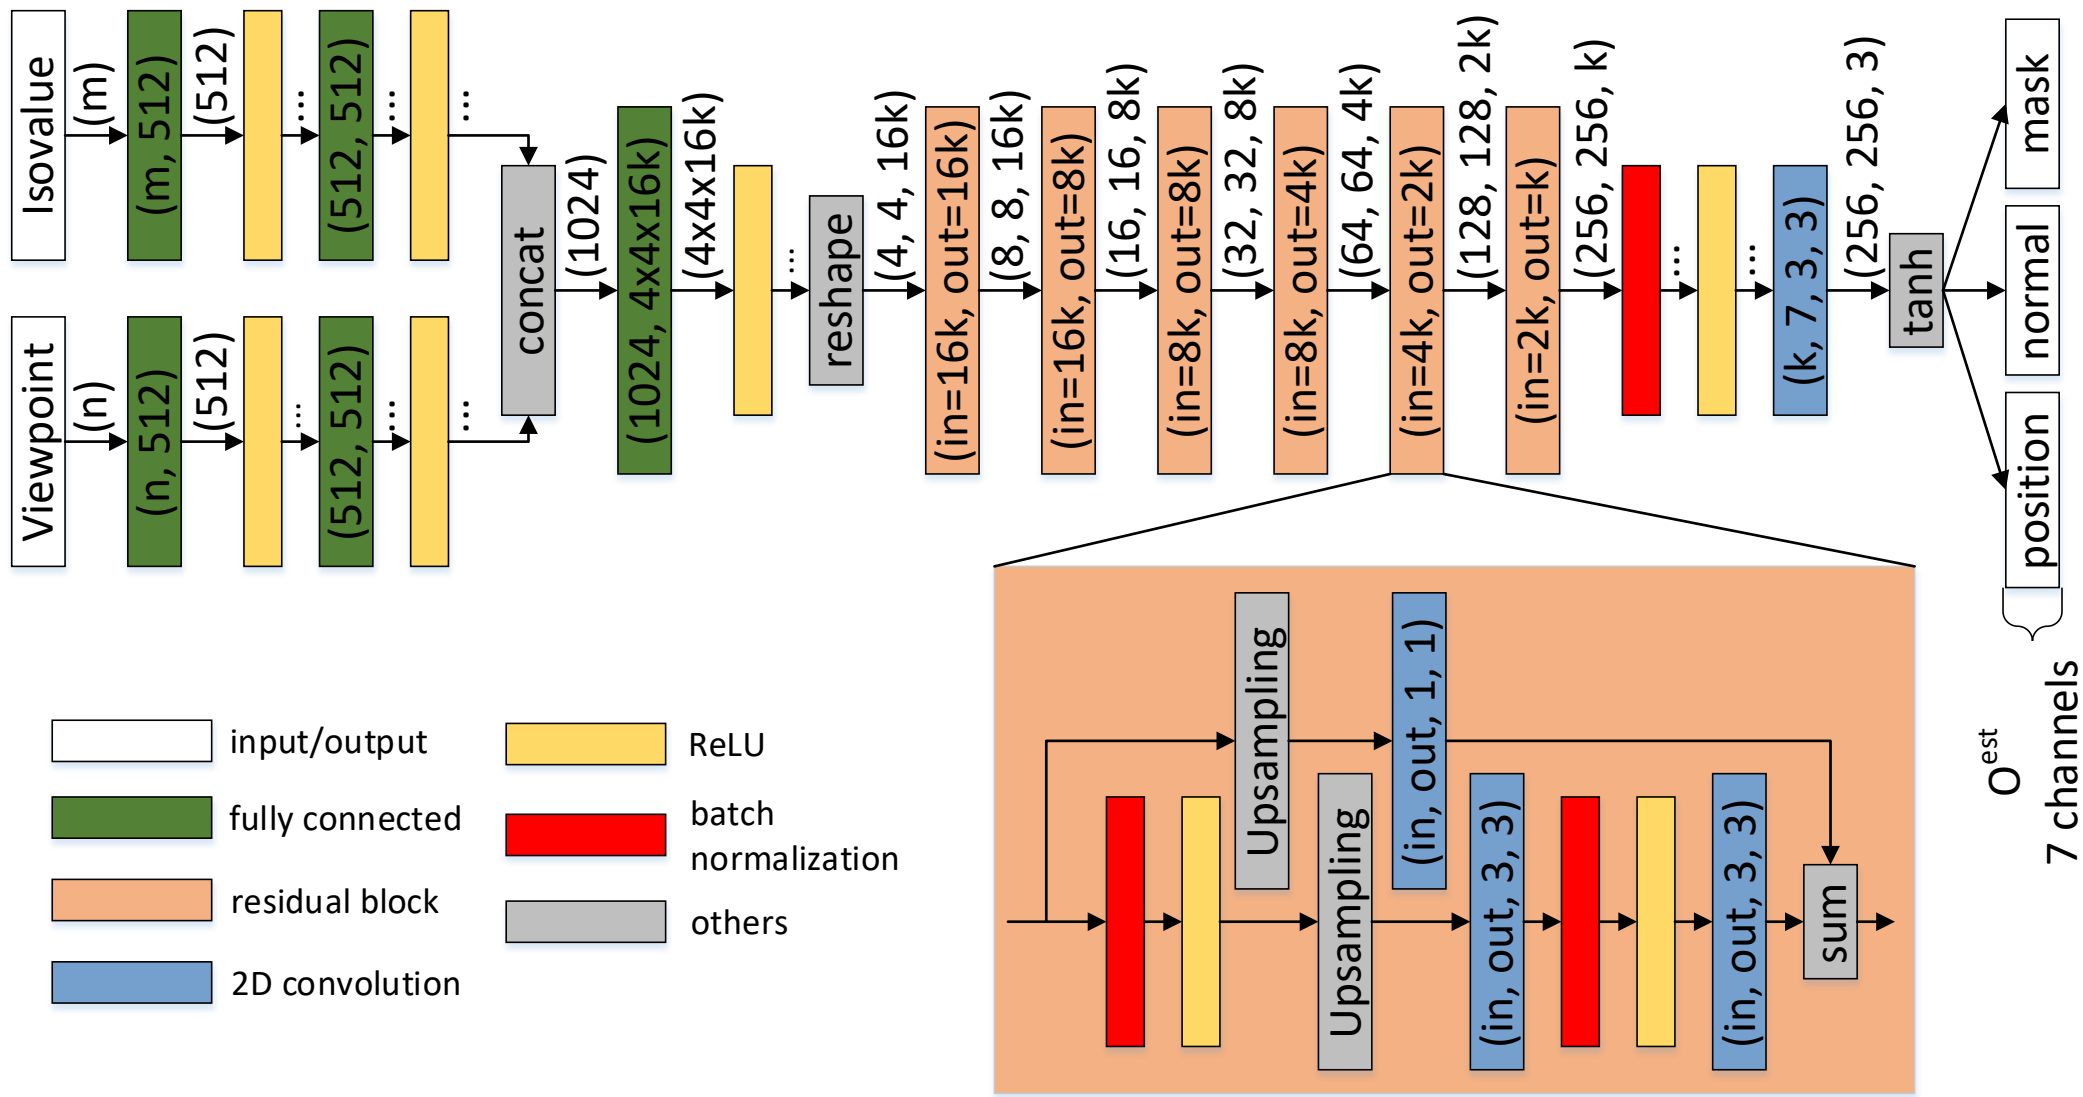 Isovalue
(m)
(m, 512)
(512)
...
(512, 512)
...
...
Viewpoint
(n)
(n, 512)
(512)
...
(512, 512)
...
...
concat
(1024)
(1024, 4x4x16k)
(4x4x16k)
...
reshape
(4, 4, 16k)
(in=16k, out=16k)
(8, 8, 16k)
(in=16k, out=8k)
(16, 16, 8k)
(in=8k, out=8k)
(32, 32, 8k)
(in=8k, out=4k)
(64, 64, 4k)
(in=4k, out=2k)
(128, 128, 2k)
(in=2k, out=k)
(256, 256, k)
...
...
(k, 7, 3, 3)
(256, 256, 3)
tanh
mask
normal
position
O^est
7 channels
Upsampling
(in, out, 1, 1)
Upsampling
(in, out, 3, 3)
(in, out, 3, 3)
sum
input/output
fully connected
residual block
2D convolution
ReLU
batch
normalization
others